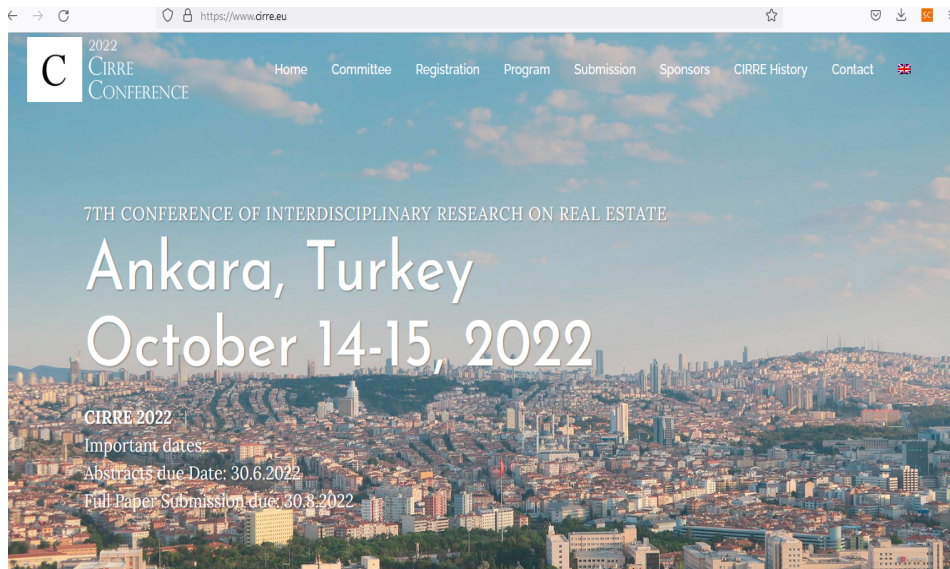 https://www.cirre.eu
SC
C
2022
CIRRE
CONFERENCE
Home Committee Registration Program Submission Sponsors CIRRE History Contact
7TH CONFERENCE OF INTERDISCIPLINARY RESEARCH ON REAL ESTATE
Ankara, Turkey
October 14-15, 2022
CIRRE 2022
Important dates:
Abstracts due Date: 30.6.2022
Full Paper Submission due: 30.8.2022